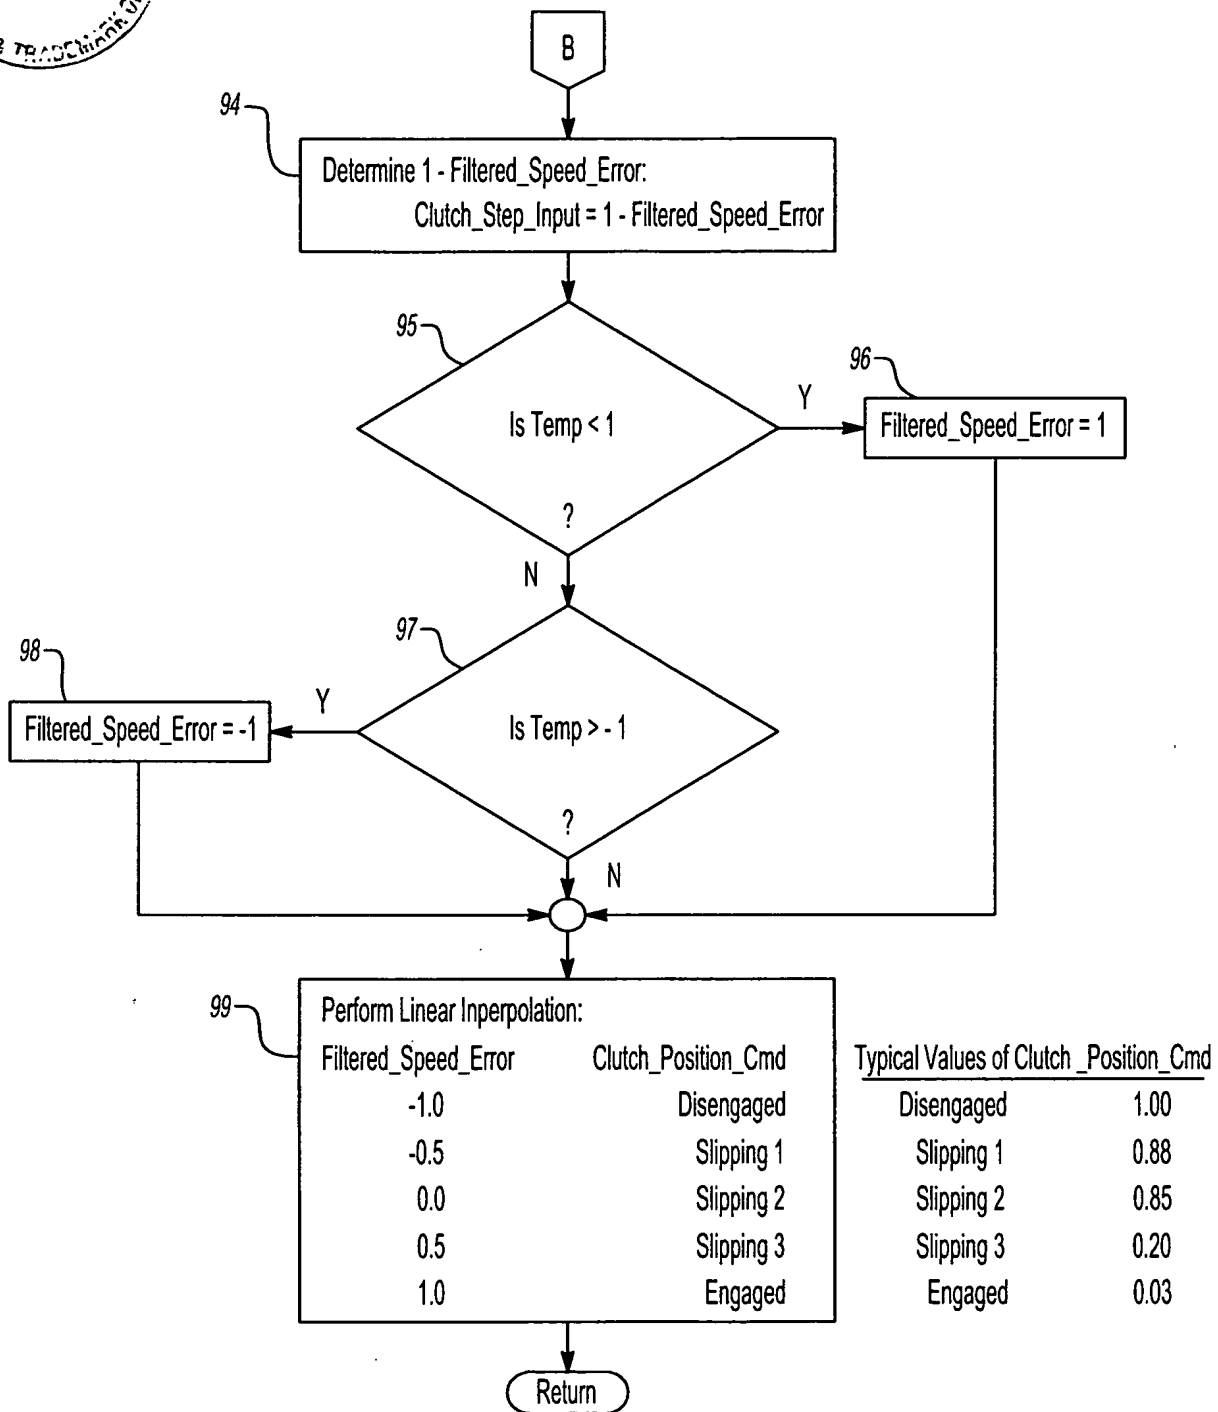 & TRADEMARK
B
94
Determine 1 - Filtered_Speed_Error:
Clutch_Step_Input = 1 - Filtered_Speed_Error
95
Is Temp < 1
?
Y
96
Filtered_Speed_Error = 1
N
97
Is Temp > - 1
?
Y
98
Filtered_Speed_Error = -1
N
99
Perform Linear Inperpolation:
Filtered_Speed_Error Clutch_Position_Cmd Typical Values of Clutch _Position_Cmd
-1.0 Disengaged Disengaged 1.00
-0.5 Slipping 1 Slipping 1 0.88
0.0 Slipping 2 Slipping 2 0.85
0.5 Slipping 3 Slipping 3 0.20
1.0 Engaged Engaged 0.03
Return